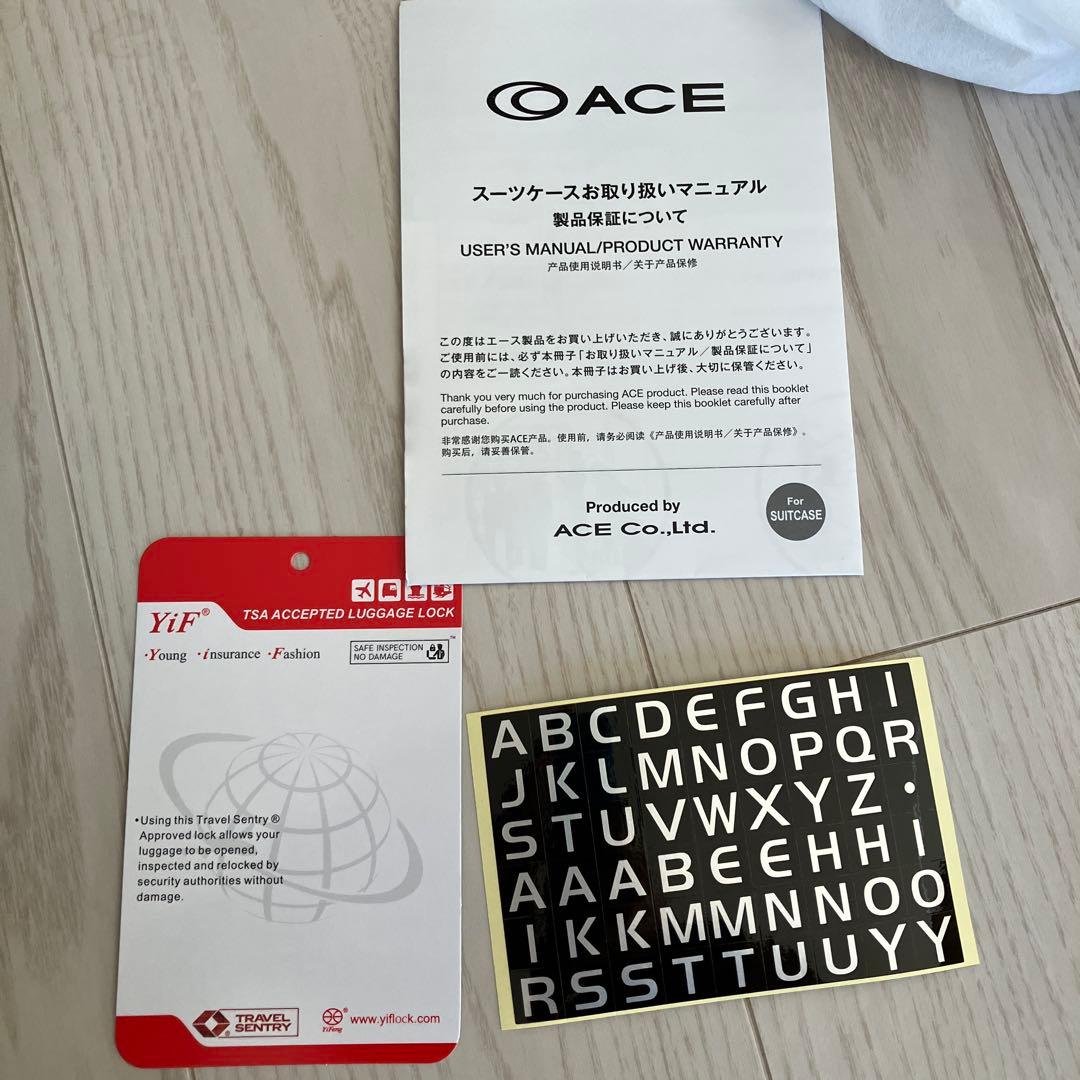 ACE
スーツケースお取り扱いマニュアル
製品保証について
USER'S MANUAL/PRODUCT WARRANTY
产品使用说明书／关于产品保修
この度はエース製品をお買い上げいただき、誠にありがとうございます。
ご使用前には、必ず本冊子「お取り扱いマニュアル／製品保証について」
の内容をご一読ください。本冊子はお買い上げ後、大切に保管ください。
Thank you very much for purchasing ACE product. Please read this booklet
carefully before using the product. Please keep this booklet carefully after
purchase.
非常感谢您购买ACE产品。使用前，请务必阅读《产品使用说明书／关于产品保修》。
购买后，请妥善保管。
Produced by
ACE Co.,Ltd.
For
SUITCASE
YiF®
TSA ACCEPTED LUGGAGE LOCK
·Young ·insurance ·Fashion
SAFE INSPECTION
NO DAMAGE
™
•Using this Travel Sentry®
Approved lock allows your
luggage to be opened,
inspected and relocked by
security authorities without
damage.
TRAVEL
SENTRY®
YiFeng®
www.yiflock.com
A B C D E F G H I
J K L M N O P Q R
S T U V W X Y Z ·
A A A B E E H H I
I K K M M N N O O
R S S T T U U Y Y